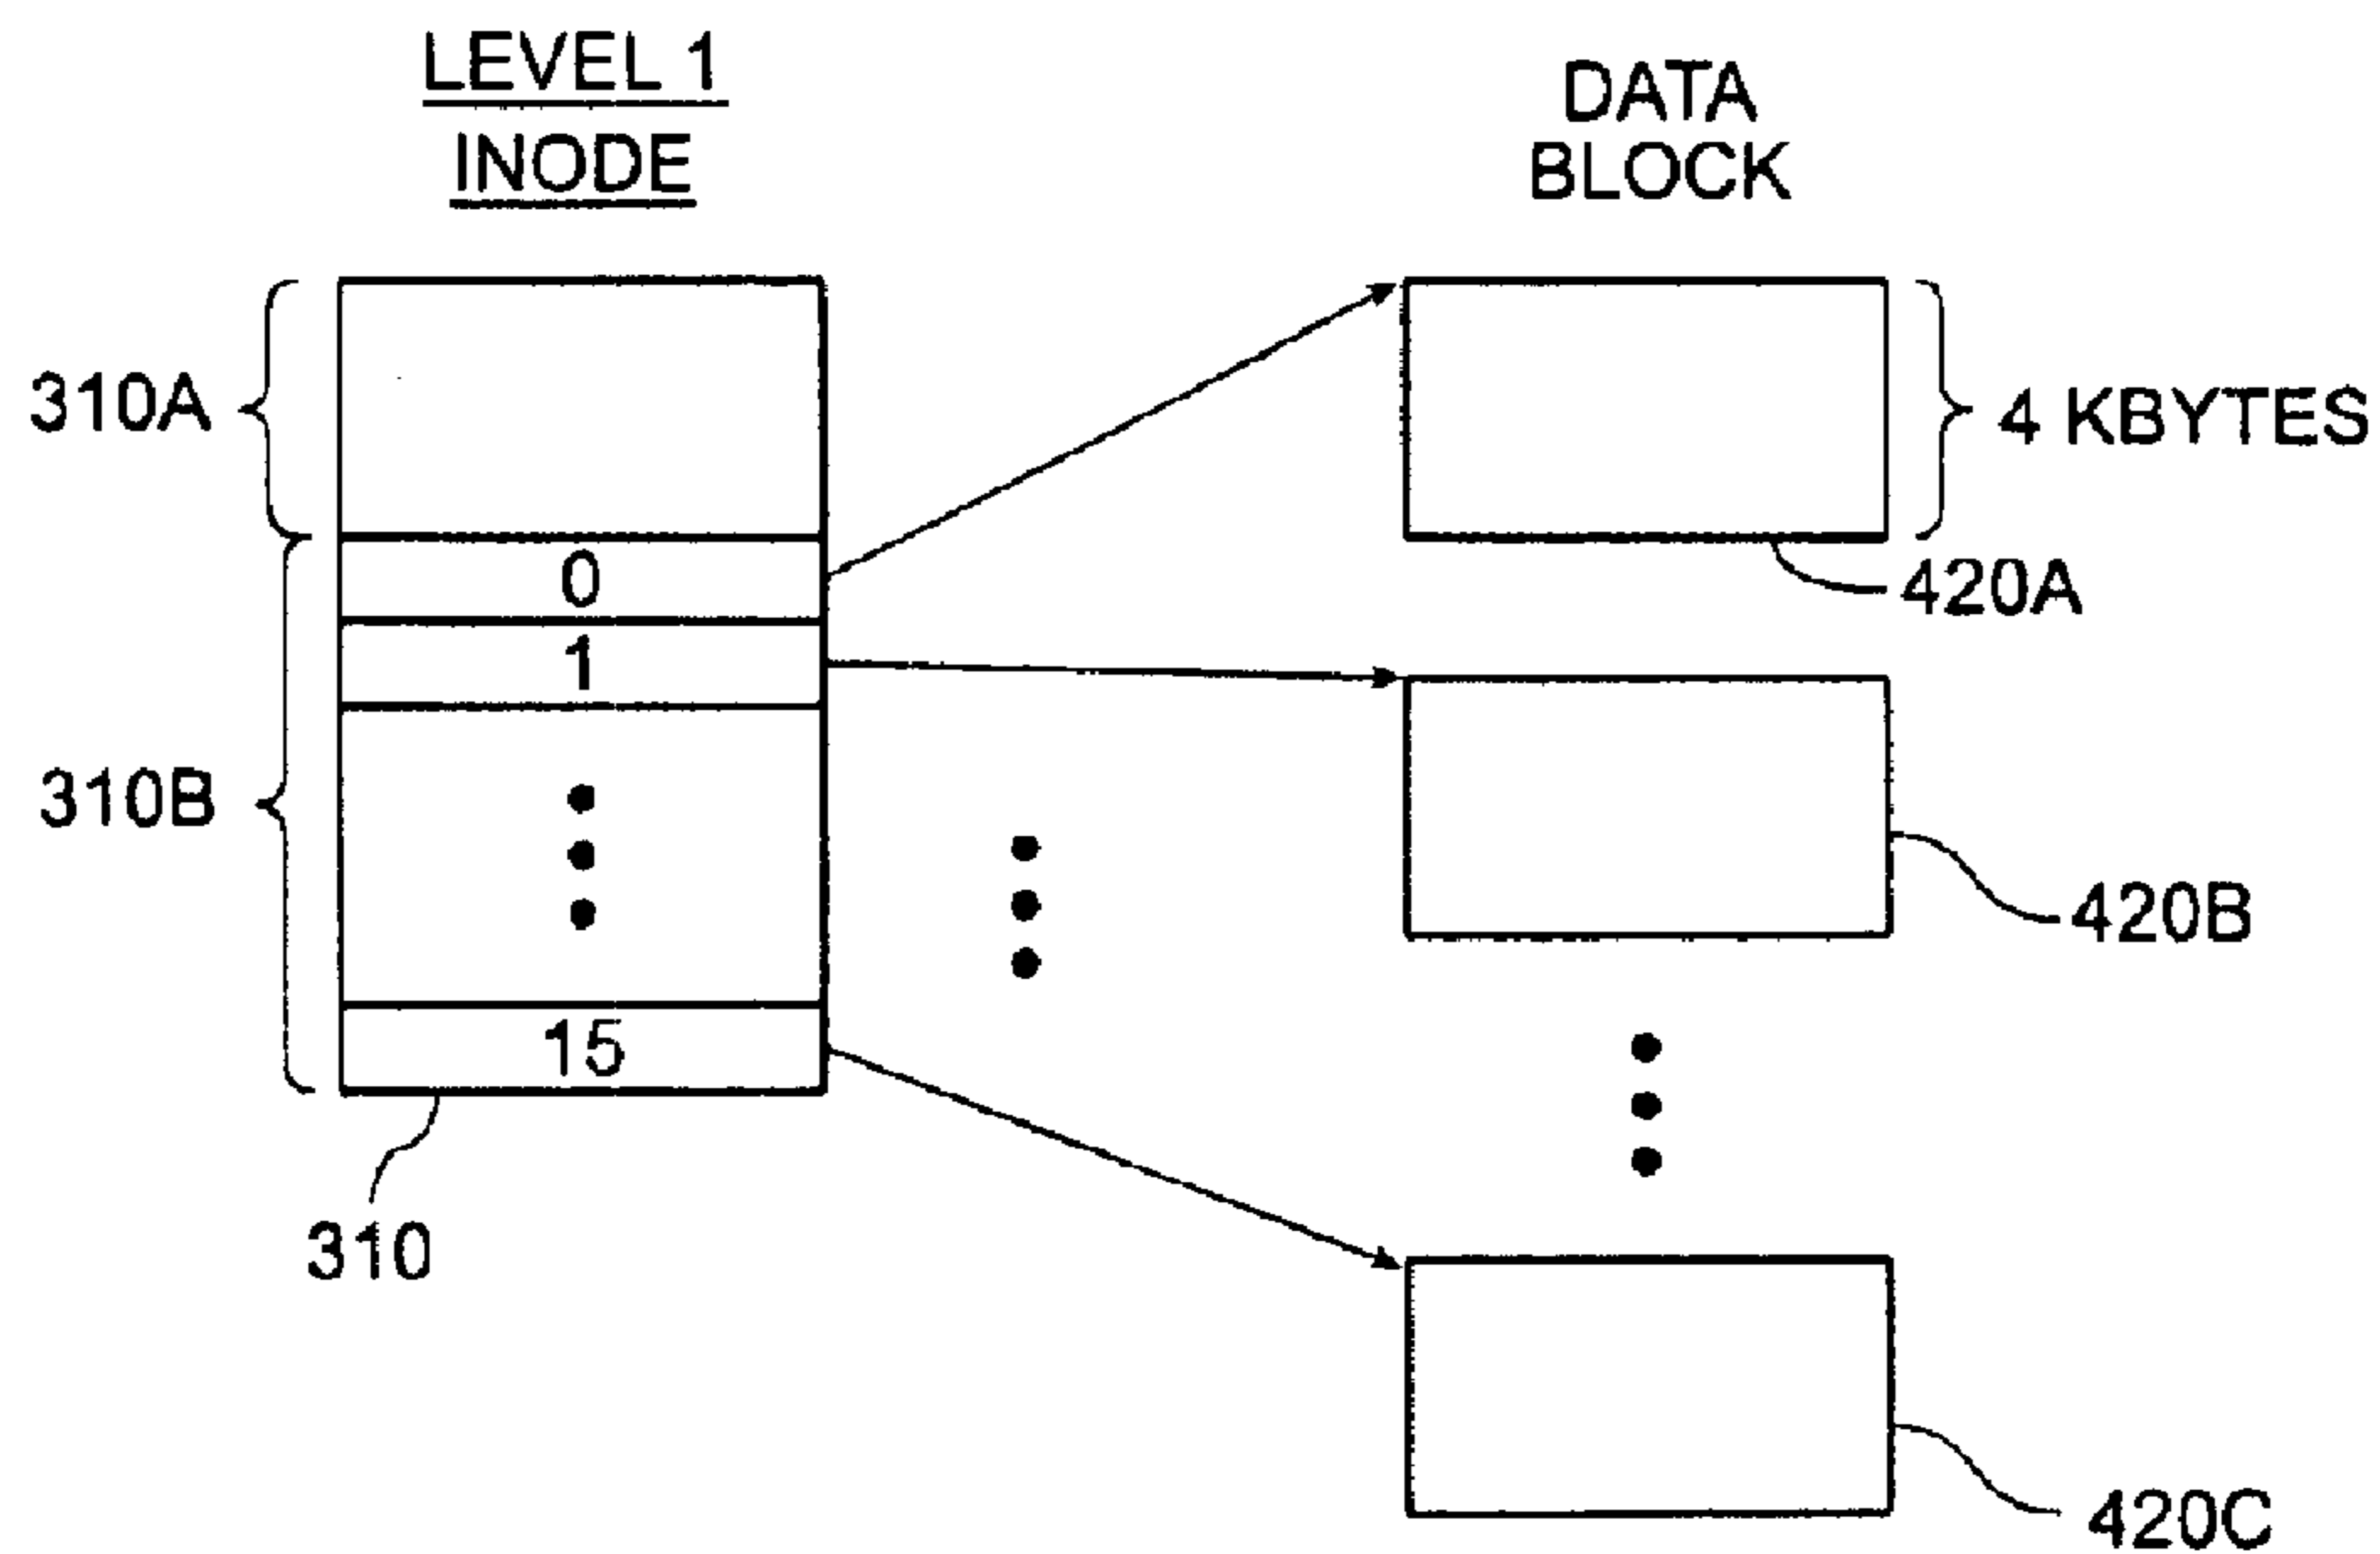 LEVEL 1
INODE
DATA
BLOCK
310A
4 KBYTES
0
420A
1
310B
420B
15
310
420C